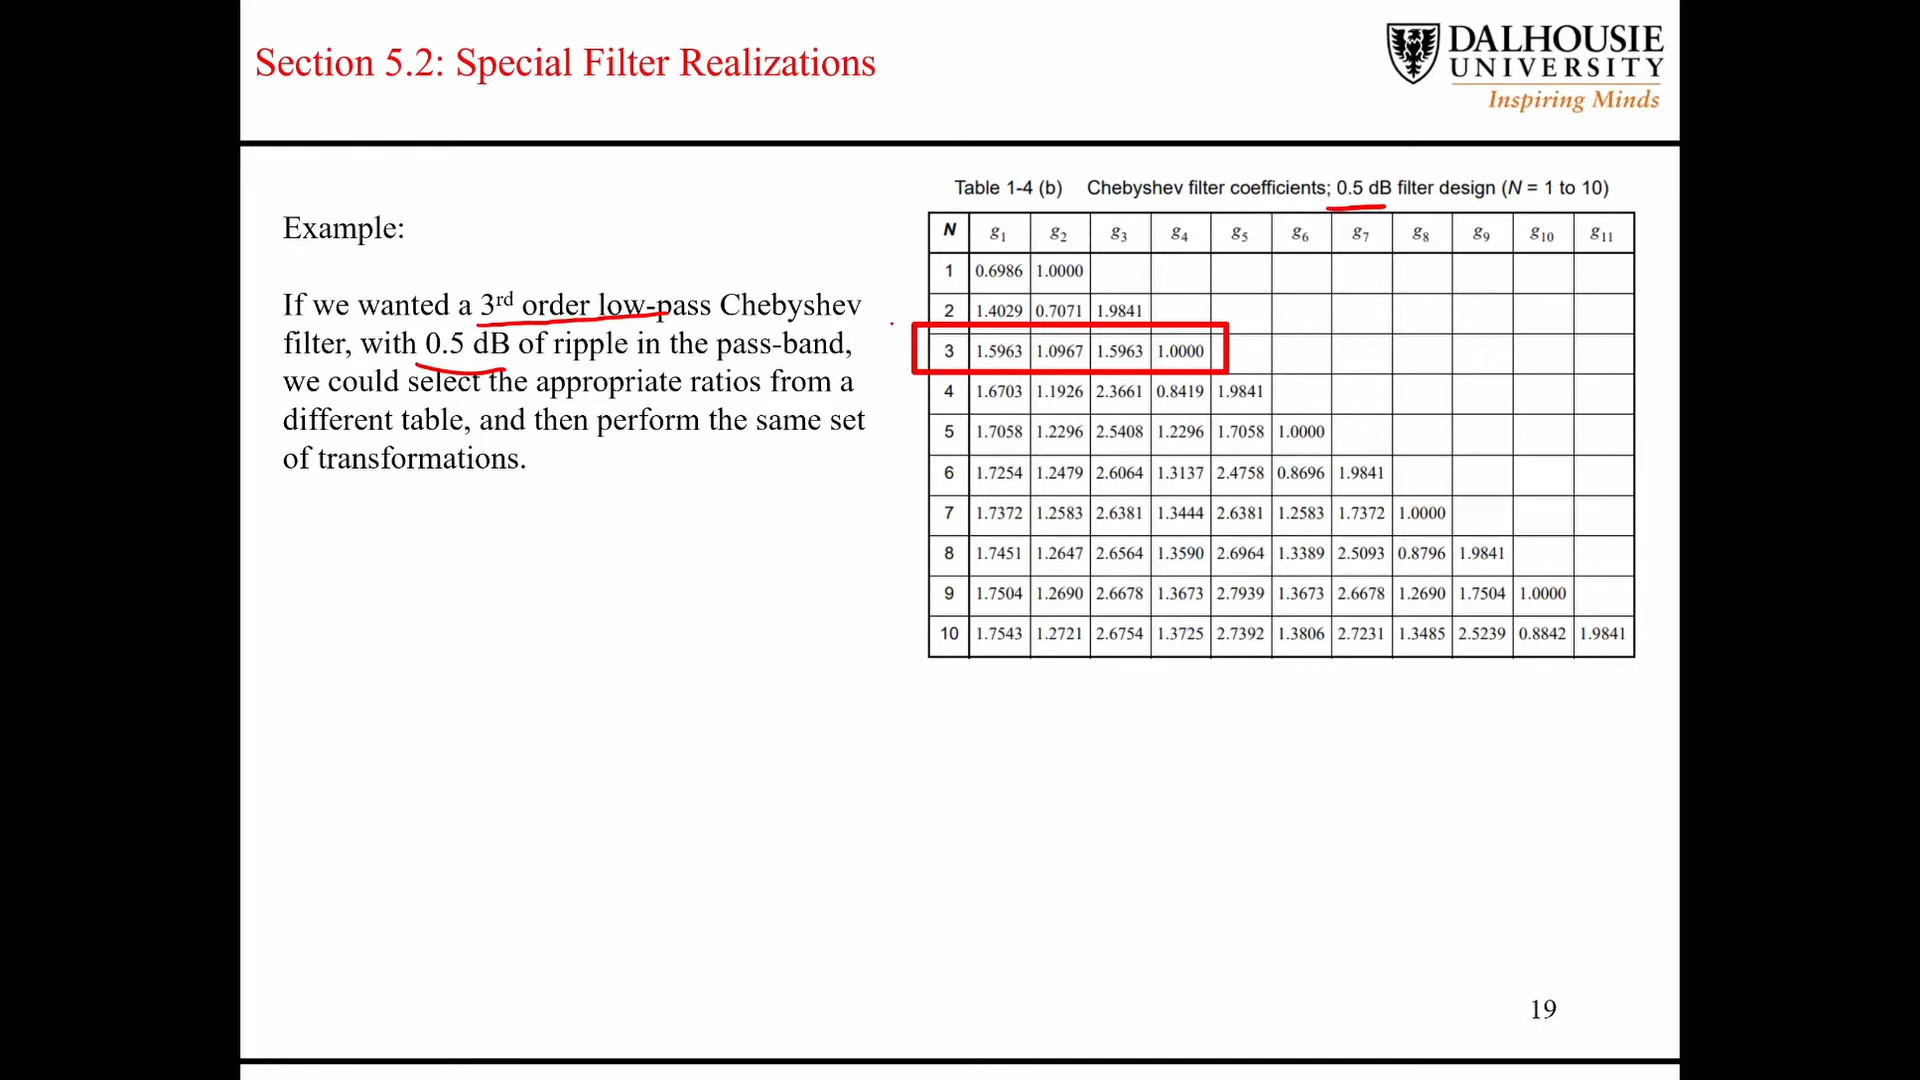 Section 5.2: Special Filter Realizations
DALHOUSIE
UNIVERSITY
Inspiring Minds
Example:
If we wanted a 3rd order low-pass Chebyshev
filter, with 0.5 dB of ripple in the pass-band,
we could select the appropriate ratios from a
different table, and then perform the same set
of transformations.
Table 1-4 (b) Chebyshev filter coefficients; 0.5 dB filter design (N = 1 to 10)
N g1 g2 g3 g4 g5 g6 g7 g8 g9 g10 g11
1 0.6986 1.0000
2 1.4029 0.7071 1.9841
3 1.5963 1.0967 1.5963 1.0000
4 1.6703 1.1926 2.3661 0.8419 1.9841
5 1.7058 1.2296 2.5408 1.2296 1.7058 1.0000
6 1.7254 1.2479 2.6064 1.3137 2.4758 0.8696 1.9841
7 1.7372 1.2583 2.6381 1.3444 2.6381 1.2583 1.7372 1.0000
8 1.7451 1.2647 2.6564 1.3590 2.6964 1.3389 2.5093 0.8796 1.9841
9 1.7504 1.2690 2.6678 1.3673 2.7939 1.3673 2.6678 1.2690 1.7504 1.0000
10 1.7543 1.2721 2.6754 1.3725 2.7392 1.3806 2.7231 1.3485 2.5239 0.8842 1.9841
19